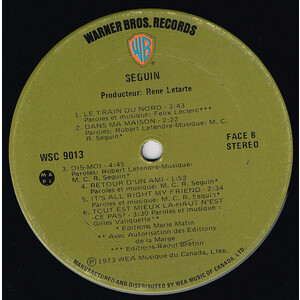 WARNER BROS. RECORDS
WB
SEGUIN
Producteur: René Letarte
1. LE TRAIN DU NORD - 3:43
Paroles et musique: Felix Leclerc***
2. DANS MA MAISON - 2:22
Paroles: Robert Letendre-Musique: M. C.
R, Seguin
WSC 9013
FACE B
STEREO
3. DIS-MOI - 4:45
Paroles: Robert Letendre-Musique: M.
C. R. Seguin
4. RETOUR D'UN AMI - 1:52
Paroles et Musique: M. C. R. Seguin
5. IT'S ALL RIGHT MY FRIEND - 2:34
Paroles et Musique: M. C. R. Seguin
6. TOUT EST MIEUX LA-HAUT N'EST
CE PAS? - 3:30 Paroles et musique:
Gilles Valiquette*
MAPL
* Editions Marie Malin
** Avec Autorisation des Editions
de la Marge
*** Editions Raoul Breton
℗ 1973 WEA Musique du Canada, Ltee.
MANUFACTURED AND DISTRIBUTED BY WEA MUSIC OF CANADA, LTD.